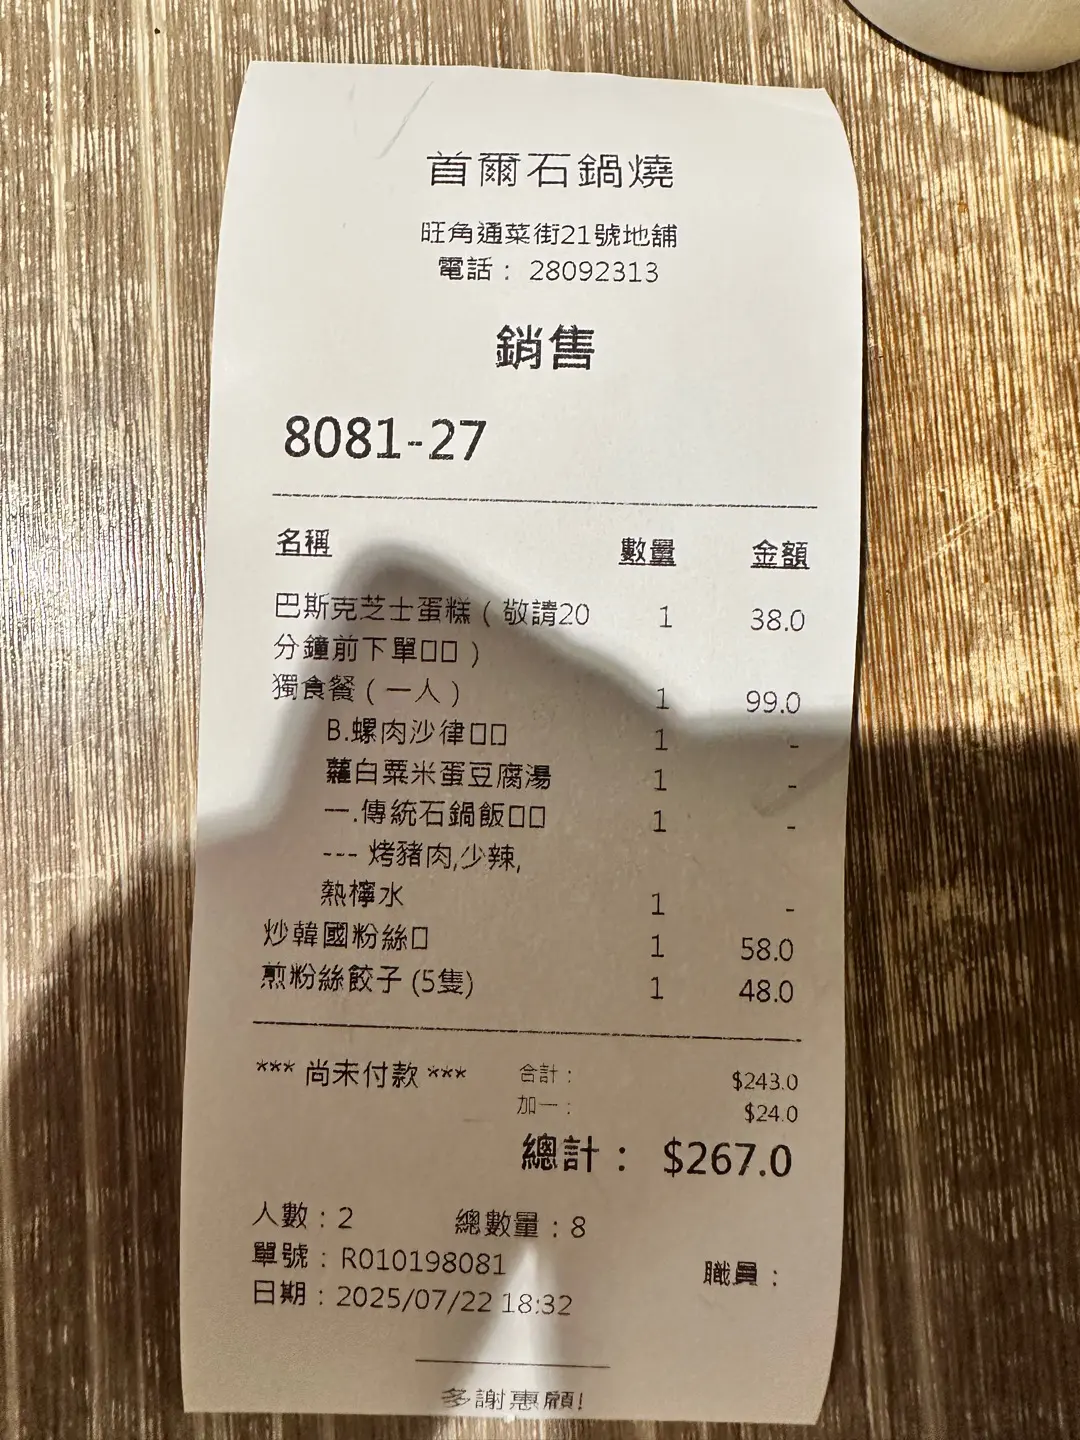 首爾石鍋燒
旺角通菜街21號地舖
電話： 28092313
銷售
8081-27
名稱 數量 金額
巴斯克芝士蛋糕（敬請20 1 38.0
分鐘前下單□□）
獨食餐（一人） 1 99.0
B.螺肉沙律□□ 1 -
蘿白粟米蛋豆腐湯 1 -
一.傳統石鍋飯□□ 1 -
--- 烤豬肉,少辣,
熱檸水 1 -
炒韓國粉絲□ 1 58.0
煎粉絲餃子 (5隻) 1 48.0
*** 尚未付款 *** 合計： $243.0
加一： $24.0
總計： $267.0
人數：2 總數量：8
單號：R010198081 職員：
日期：2025/07/22 18:32
多謝惠顧!